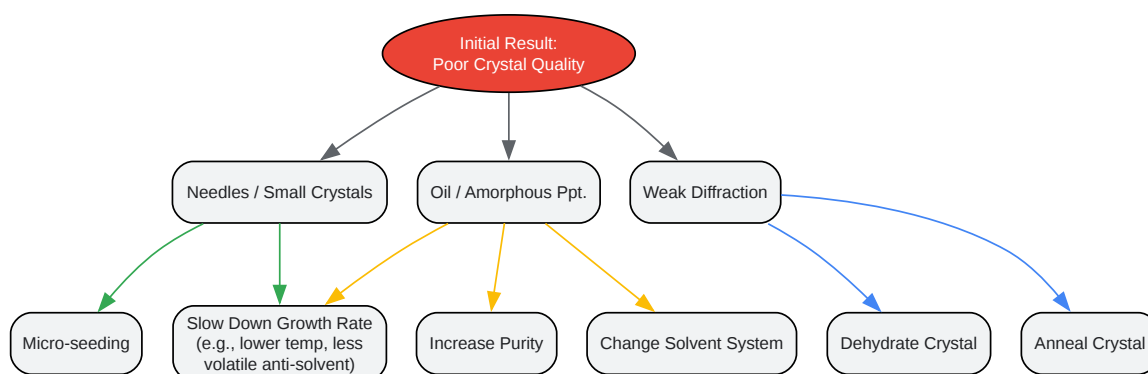 Initial Result:
Poor Crystal Quality
Needles / Small Crystals
Oil / Amorphous Ppt.
Weak Diffraction
Micro-seeding
Slow Down Growth Rate
(e.g., lower temp, less
volatile anti-solvent)
Increase Purity
Change Solvent System
Dehydrate Crystal
Anneal Crystal